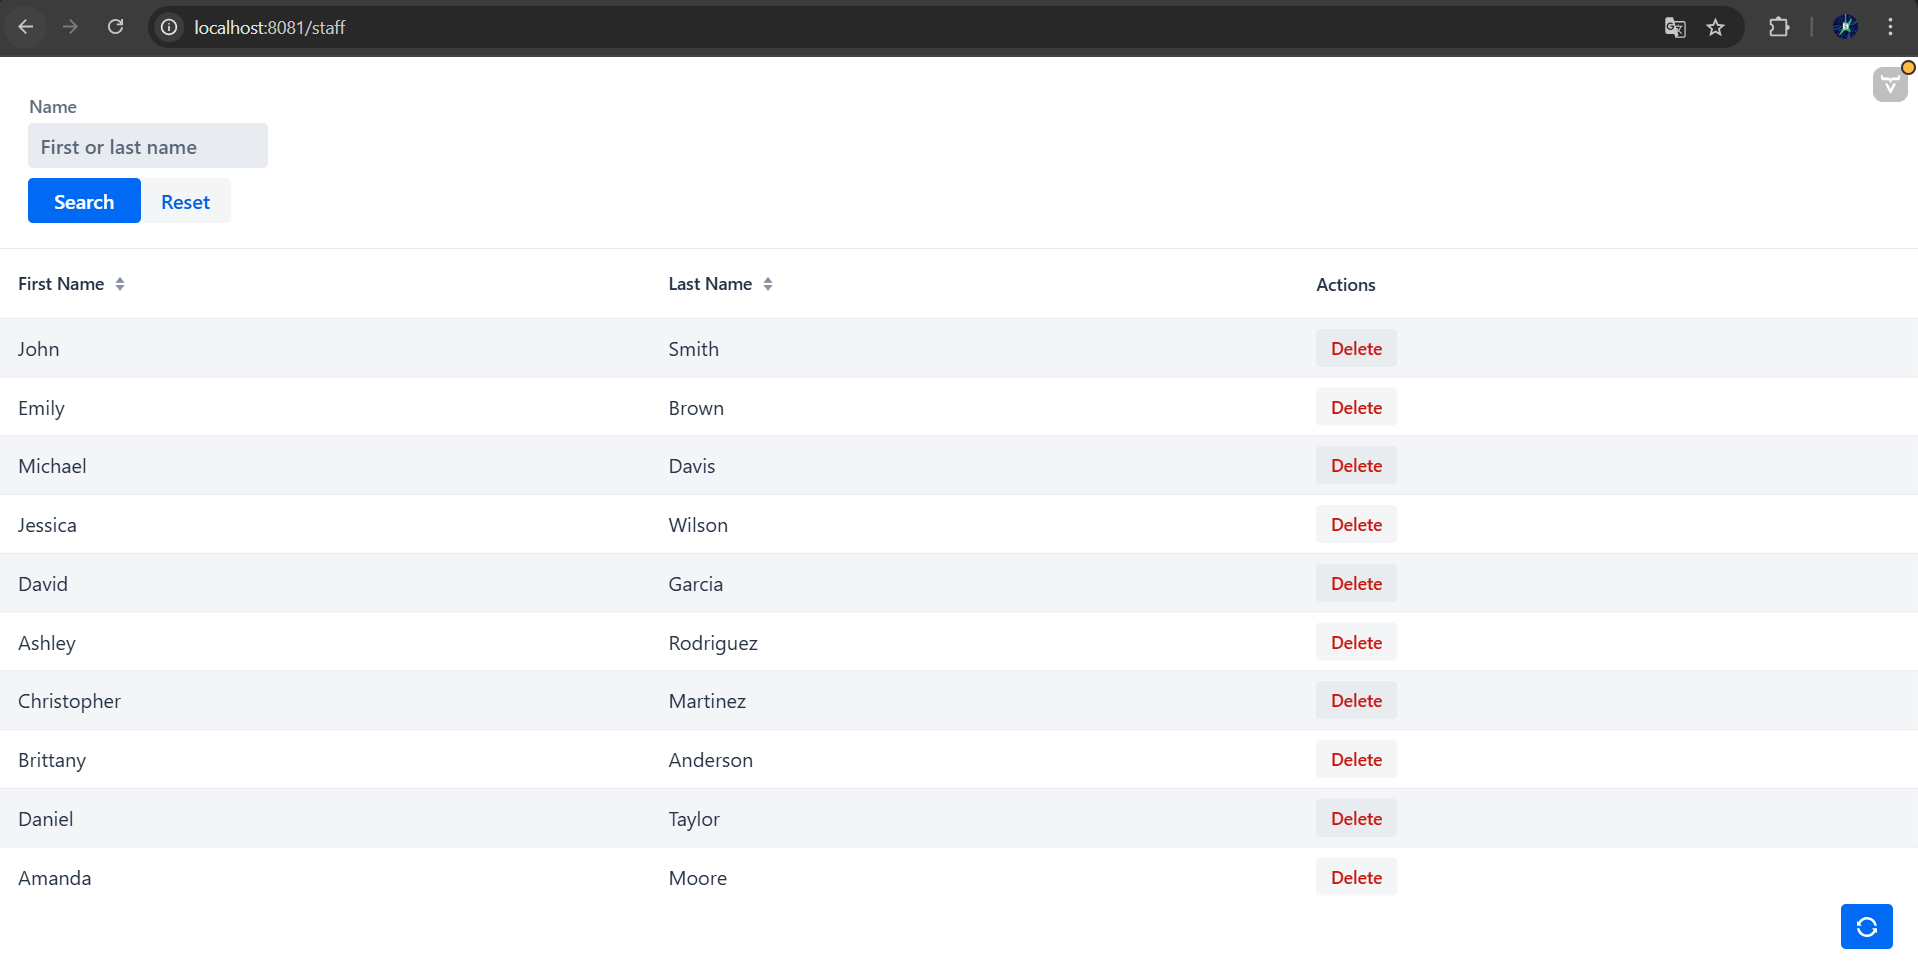 localhost:8081/staff
Name
First or last name
Search Reset
First Name Last Name Actions
John Smith Delete
Emily Brown Delete
Michael Davis Delete
Jessica Wilson Delete
David Garcia Delete
Ashley Rodriguez Delete
Christopher Martinez Delete
Brittany Anderson Delete
Daniel Taylor Delete
Amanda Moore Delete